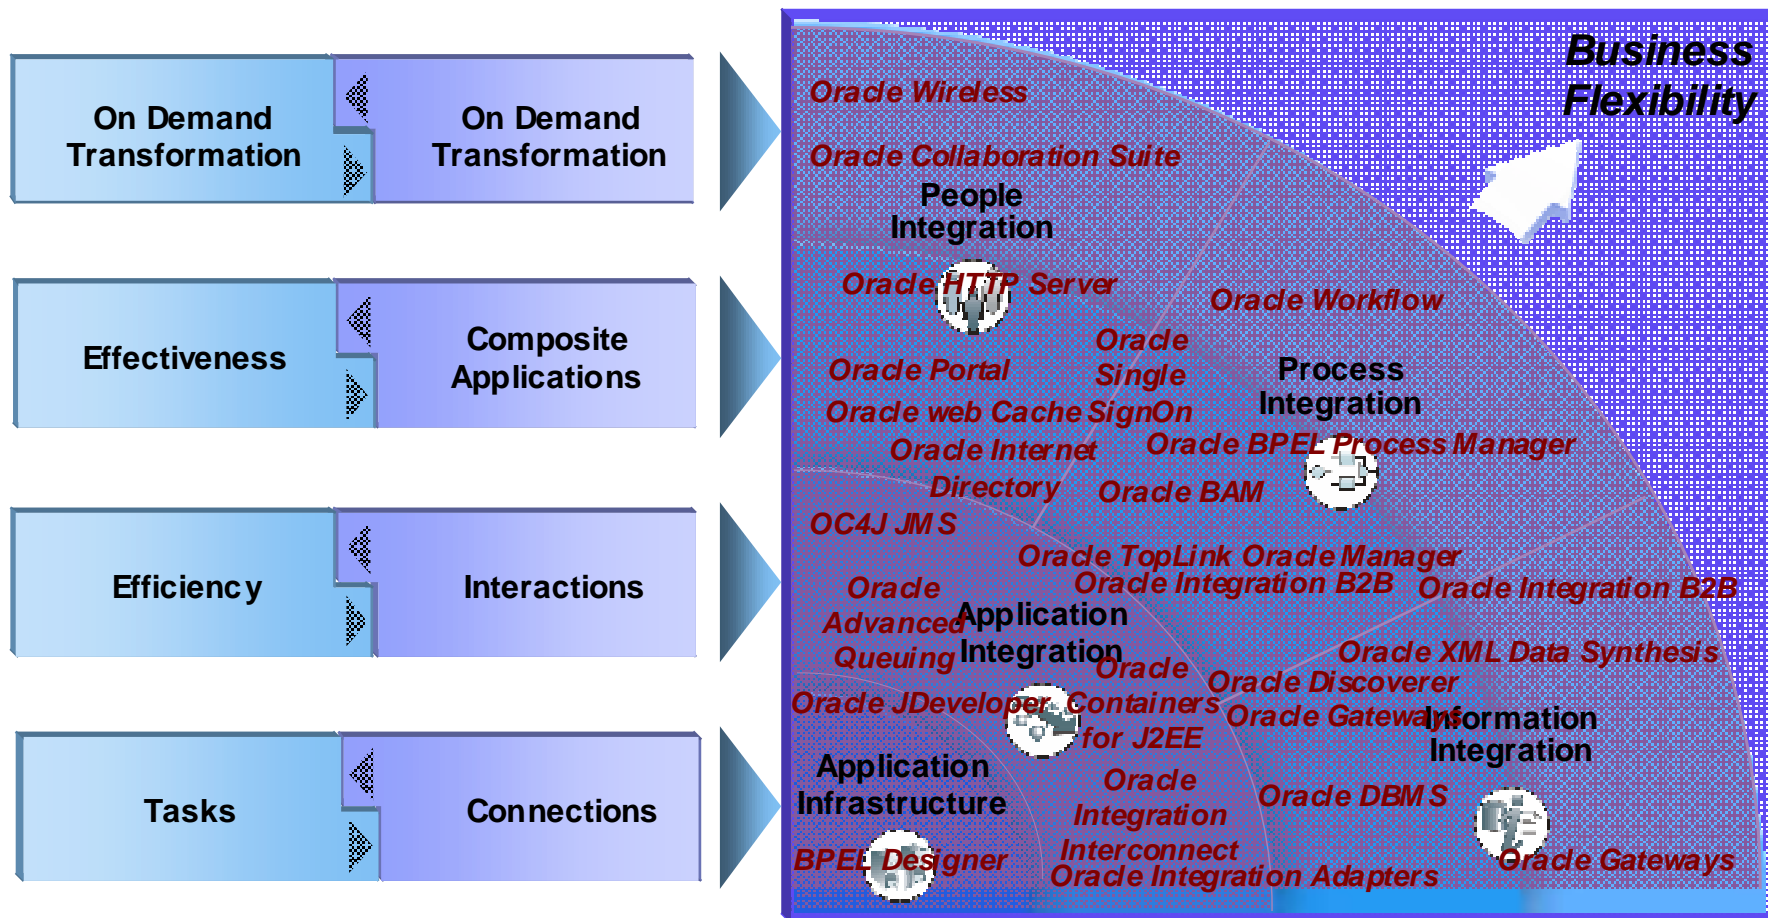 On Demand
Transformation
On Demand
Transformation
Effectiveness
Composite
Applications
Efficiency
Interactions
Tasks
Connections
Business
Flexibility
Oracle Wireless
Oracle Collaboration Suite
People
Integration
Oracle HTTP Server
Oracle Portal
Oracle web Cache
Oracle
Single
SignOn
Oracle Internet
Directory
Oracle Workflow
Process
Integration
Oracle BPEL Process Manager
Oracle BAM
OC4J JMS
Oracle TopLink Oracle Manager
Oracle Integration B2B
Oracle Integration B2B
Oracle
Advanced
Queuing
Application
Integration
Oracle JDeveloper
Oracle
Containers
for J2EE
Oracle XML Data Synthesis
Oracle Discoverer
Oracle Gateways
Information
Integration
Application
Infrastructure
BPEL Designer
Oracle
Integration
Interconnect
Oracle Integration Adapters
Oracle DBMS
Oracle Gateways